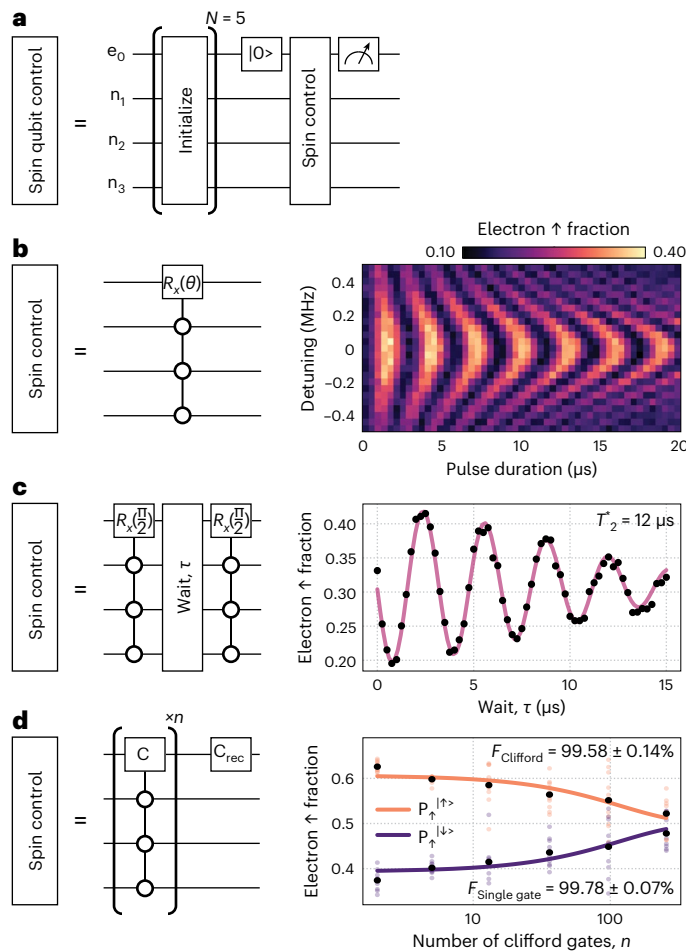 a
Spin qubit control
=
N = 5
e0
n1
n2
n3
Initialize
|0>
Spin control
b
Spin control
=
Rx(θ)
Electron ↑ fraction
0.10
0.40
Detuning (MHz)
0.4
0.2
0
−0.2
−0.4
0
5
10
15
20
Pulse duration (μs)
c
Spin control
=
Rx(π/2)
Wait, τ
Rx(π/2)
Electron ↑ fraction
T*2 = 12 μs
0.40
0.35
0.30
0.25
0.20
0
5
10
15
Wait, τ (μs)
d
Spin control
=
×n
C
Crec
Electron ↑ fraction
FClifford = 99.58 ± 0.14%
0.6
0.5
0.4
P↑|↑>
P↑|↓>
FSingle gate = 99.78 ± 0.07%
10
100
Number of clifford gates, n